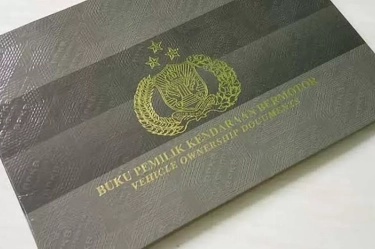 BUKU PEMILIK KENDARAAN BERMOTOR
VEHICLE OWNERSHIP DOCUMENTS